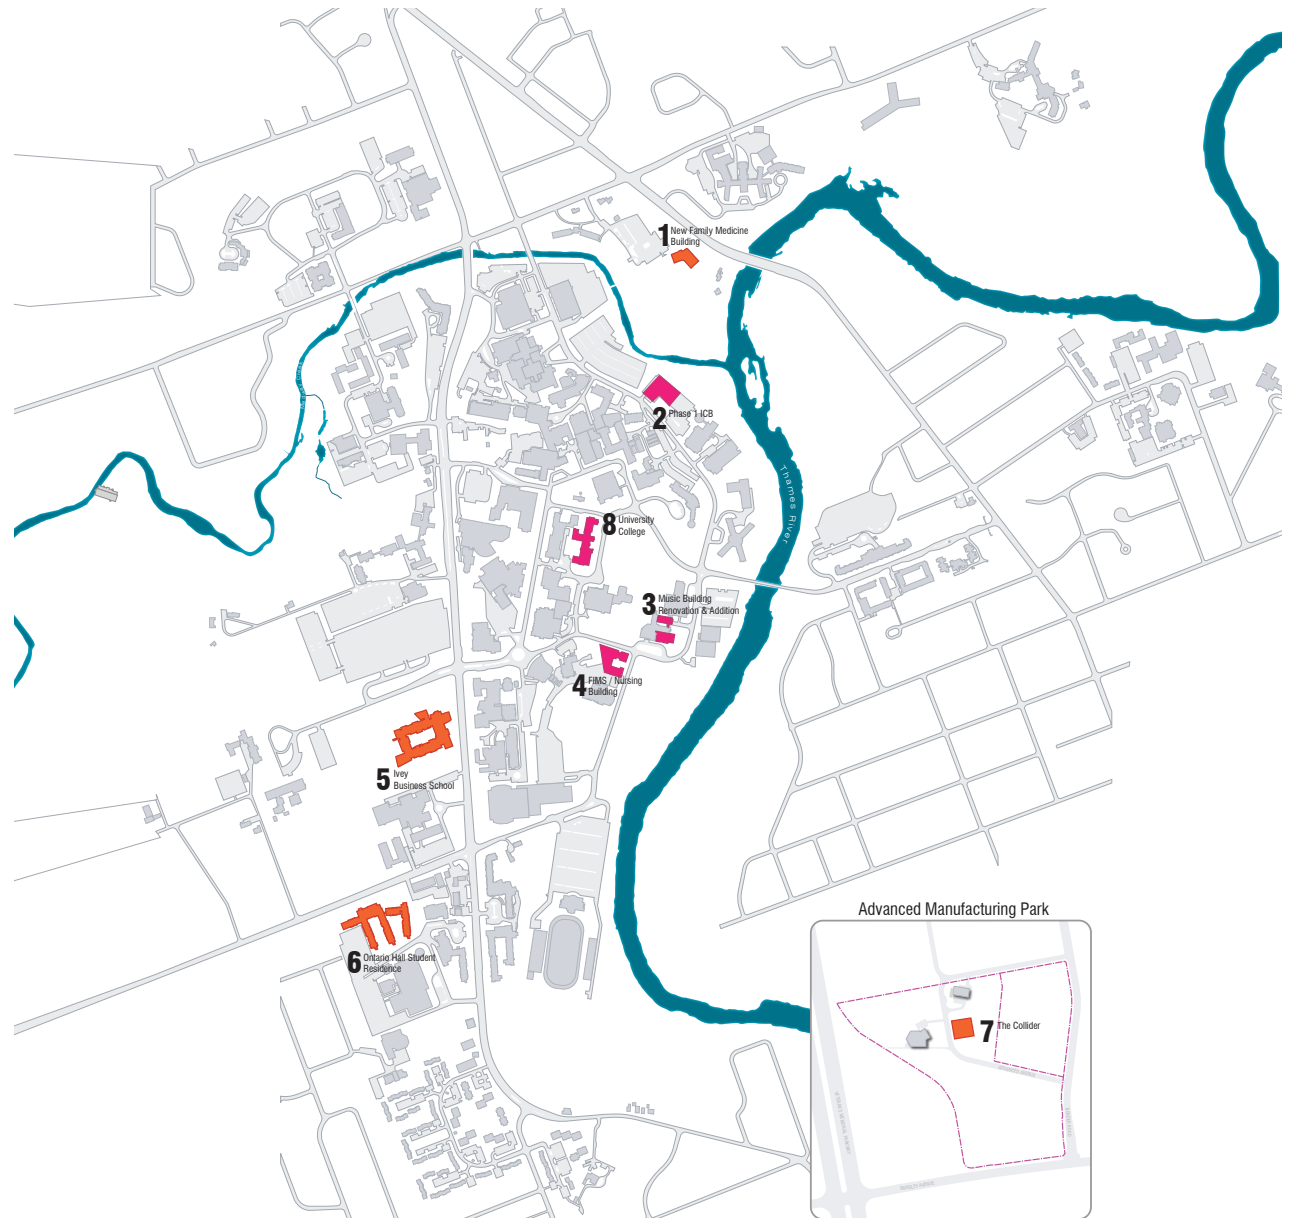 1 New Family Medicine
Building
2 Phase 1 ICB
Thames River
8 University
College
3 Music Building
Renovation & Addition
4 FIMS / Nursing
Building
5 Ivey
Business School
6 Ontario Hall Student
Residence
Advanced Manufacturing Park
7 The Collider